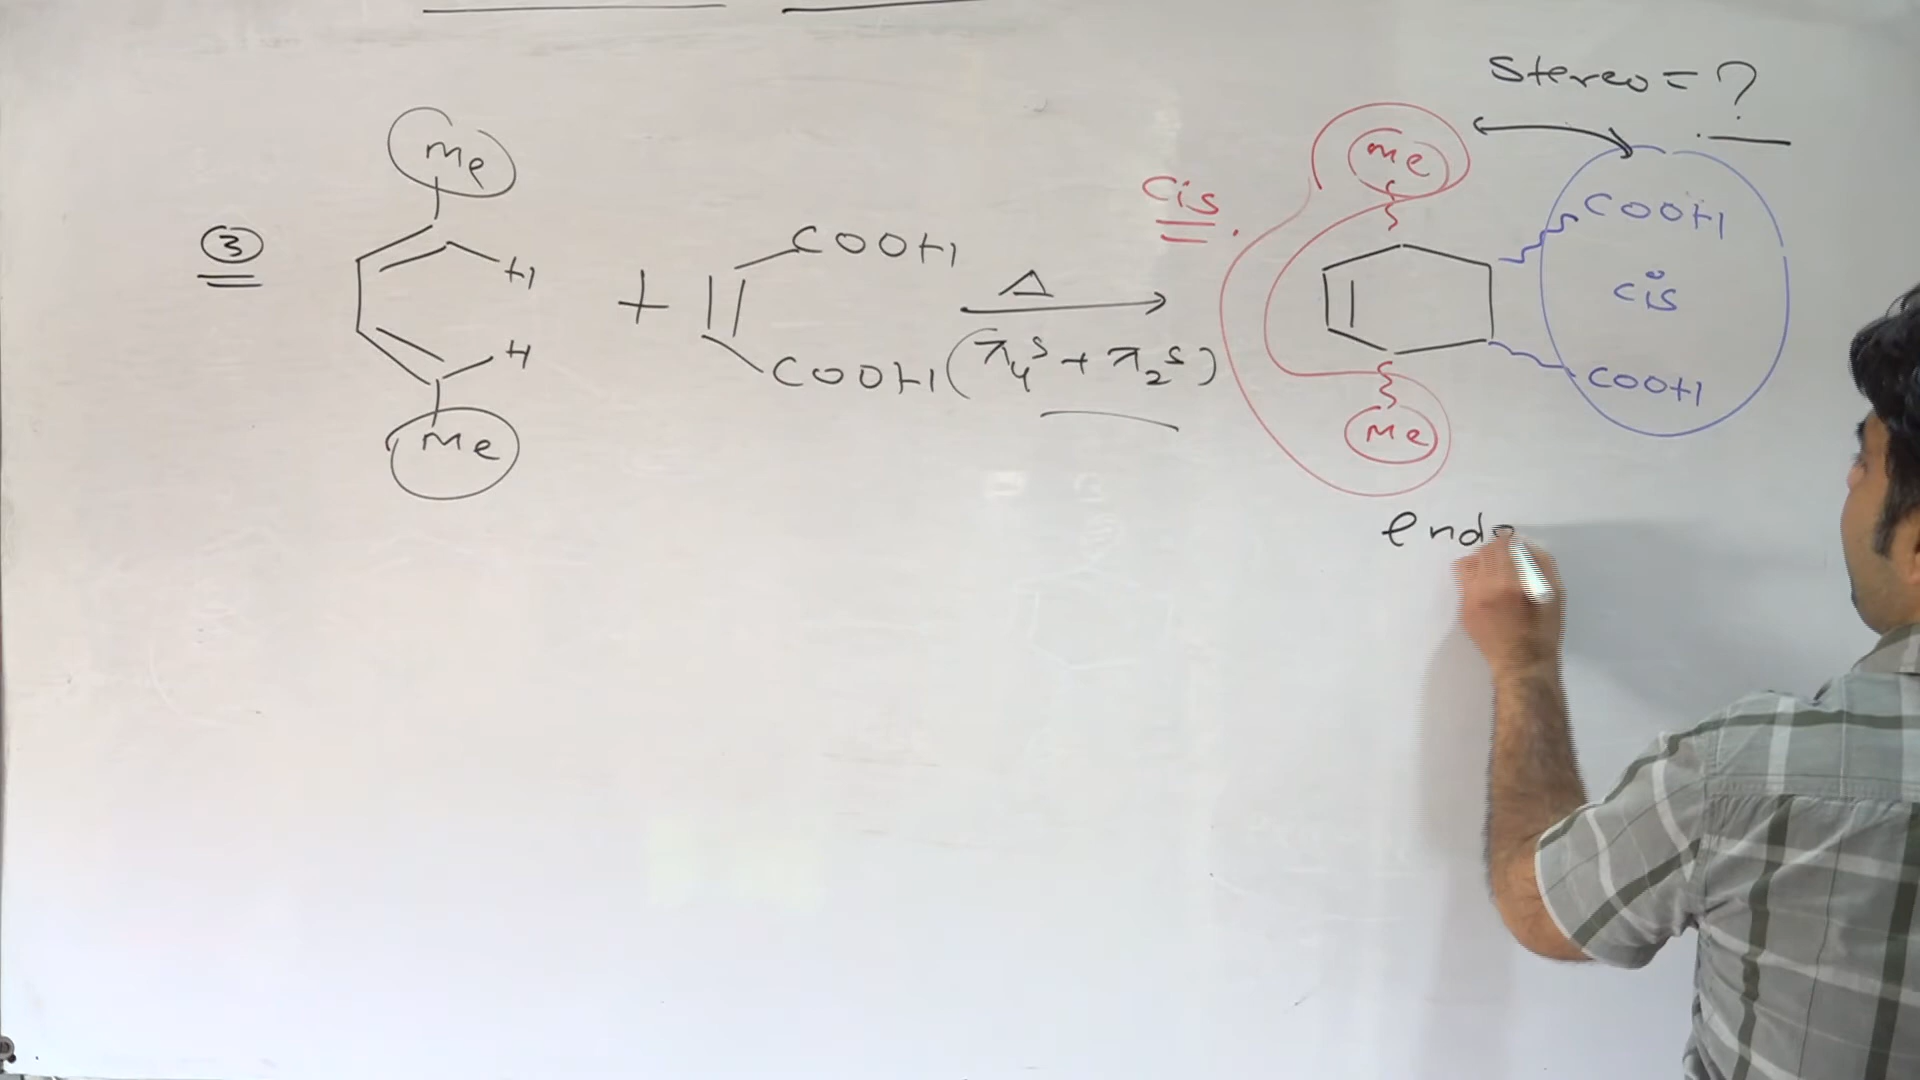 Stereo = ?
Me
Me
Cis.
COOH
③
COOH
H
+
Δ
cis
H
COOH
(π4s + π2s)
COOH
Me
Me
endo